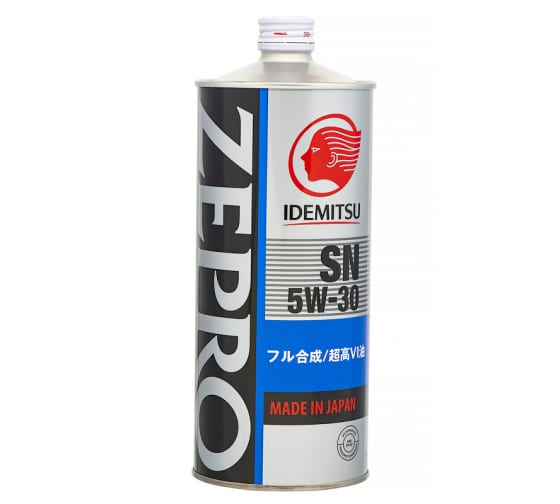 ZEPRO
IDEMITSU
SN
5W-30
フル合成/超高VI油
MADE IN JAPAN